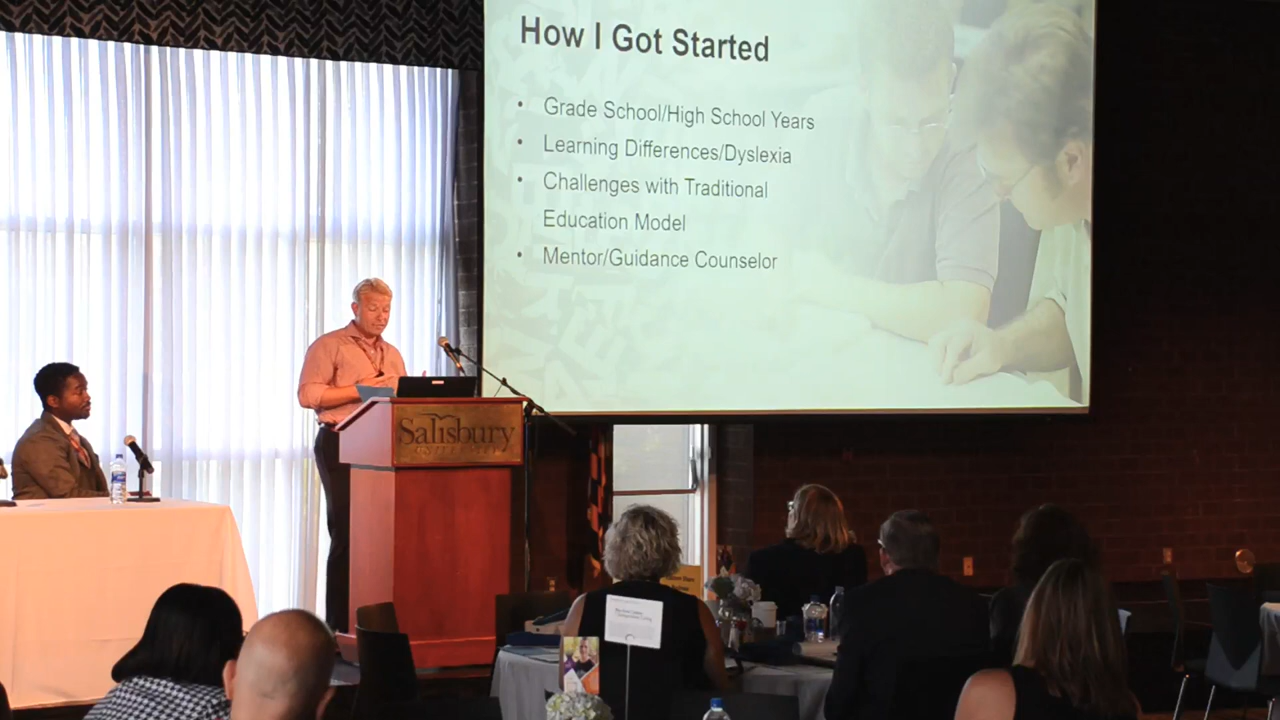 How I Got Started
• Grade School/High School Years
• Learning Differences/Dyslexia
• Challenges with Traditional
Education Model
• Mentor/Guidance Counselor
Salisbury
UNIVERSITY